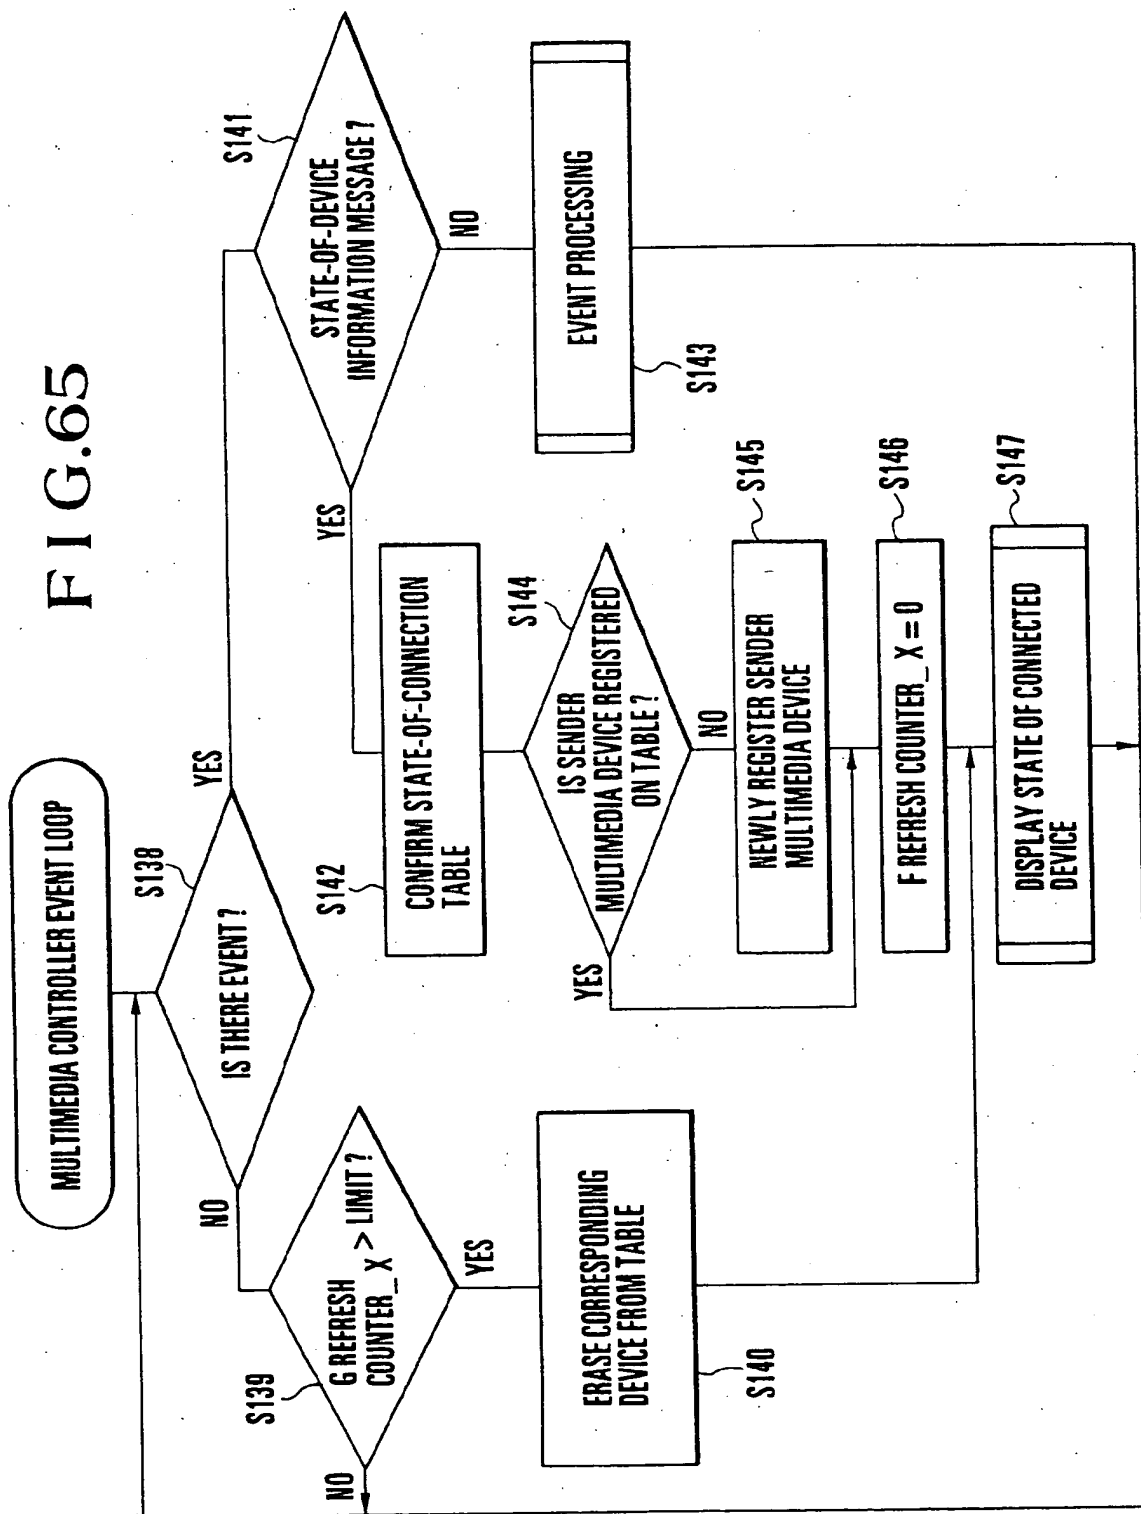 FIG.65
MULTIMEDIA CONTROLLER EVENT LOOP
S138
IS THERE EVENT?
YES
NO
S141
STATE-OF-DEVICE
INFORMATION MESSAGE?
YES
NO
S139
G REFRESH
COUNTER_X > LIMIT?
NO
YES
S142
CONFIRM STATE-OF-CONNECTION
TABLE
S143
EVENT PROCESSING
S144
IS SENDER
MULTIMEDIA DEVICE REGISTERED
ON TABLE?
YES
NO
S140
ERASE CORRESPONDING
DEVICE FROM TABLE
S145
NEWLY REGISTER SENDER
MULTIMEDIA DEVICE
S146
F REFRESH COUNTER_X=0
S147
DISPLAY STATE OF CONNECTED
DEVICE